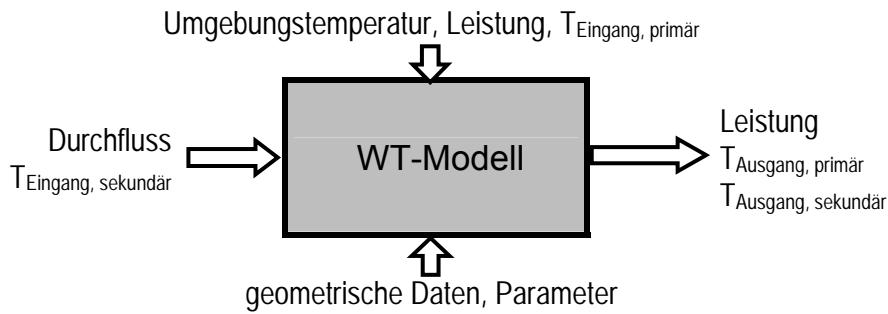 Umgebungstemperatur, Leistung, TEingang, primär
Durchfluss
TEingang, sekundär
WT-Modell
Leistung
TAusgang, primär
TAusgang, sekundär
geometrische Daten, Parameter